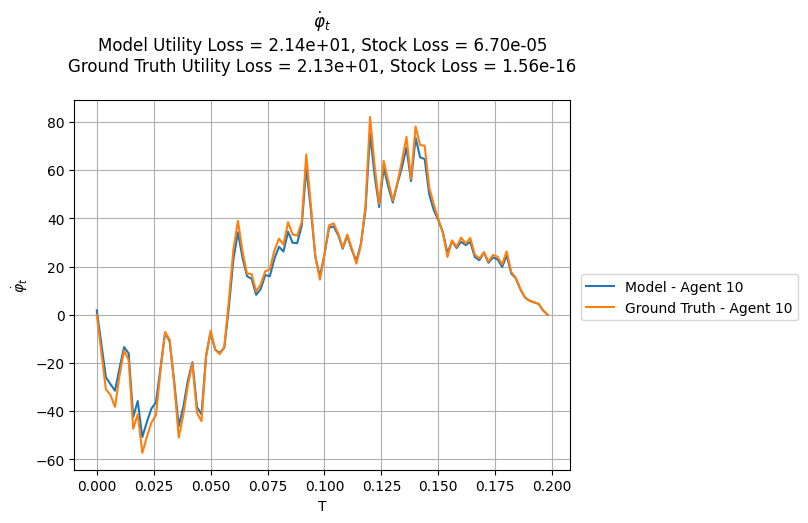 φ̇ₜ
Model Utility Loss = 2.14e+01, Stock Loss = 6.70e-05
Ground Truth Utility Loss = 2.13e+01, Stock Loss = 1.56e-16
80
60
40
20
0
−20
−40
−60
φ̇ₜ
0.000 0.025 0.050 0.075 0.100 0.125 0.150 0.175 0.200
T
Model - Agent 10
Ground Truth - Agent 10